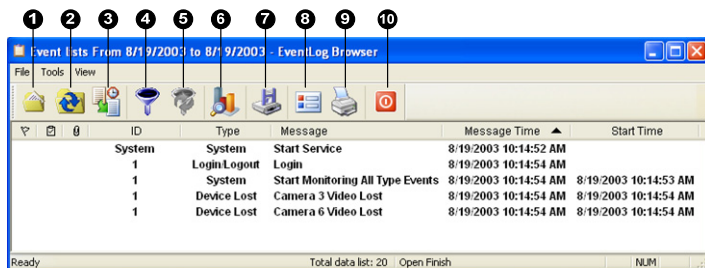 1 2 3 4 5 6 7 8 9 10
Event lists From 8/19/2003 to 8/19/2003 - EventLog Browser
File Tools View
ID Type Message Message Time Start Time
System System Start Service 8/19/2003 10:14:52 AM
1 Login/Logout Login 8/19/2003 10:14:54 AM
1 System Start Monitoring All Type Events 8/19/2003 10:14:54 AM 8/19/2003 10:14:53 AM
1 Device Lost Camera 3 Video Lost 8/19/2003 10:14:54 AM 8/19/2003 10:14:54 AM
1 Device Lost Camera 6 Video Lost 8/19/2003 10:14:54 AM 8/19/2003 10:14:54 AM
Ready Total data list: 20 Open Finish NUM